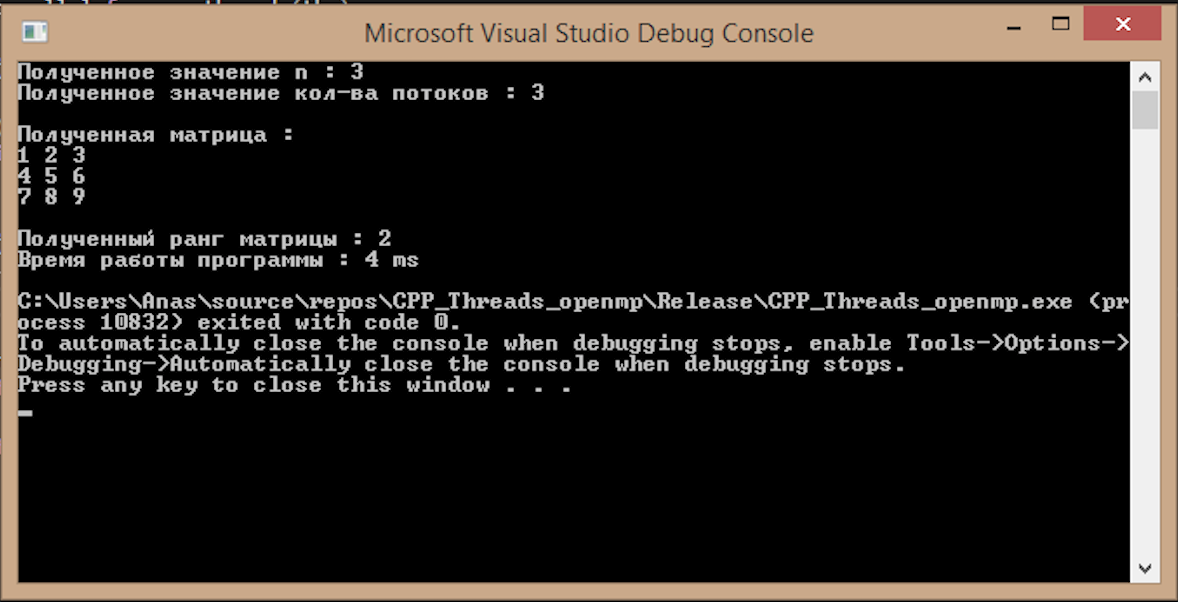 Microsoft Visual Studio Debug Console
Полученное значение n : 3
Полученное значение кол-ва потоков : 3
Полученная матрица :
1 2 3
4 5 6
7 8 9
Полученный ранг матрицы : 2
Время работы программы : 4 ms
C:\Users\Anas\source\repos\CPP_Threads_openmp\Release\CPP_Threads_openmp.exe (pr
ocess 10832) exited with code 0.
To automatically close the console when debugging stops, enable Tools->Options->
Debugging->Automatically close the console when debugging stops.
Press any key to close this window . . .